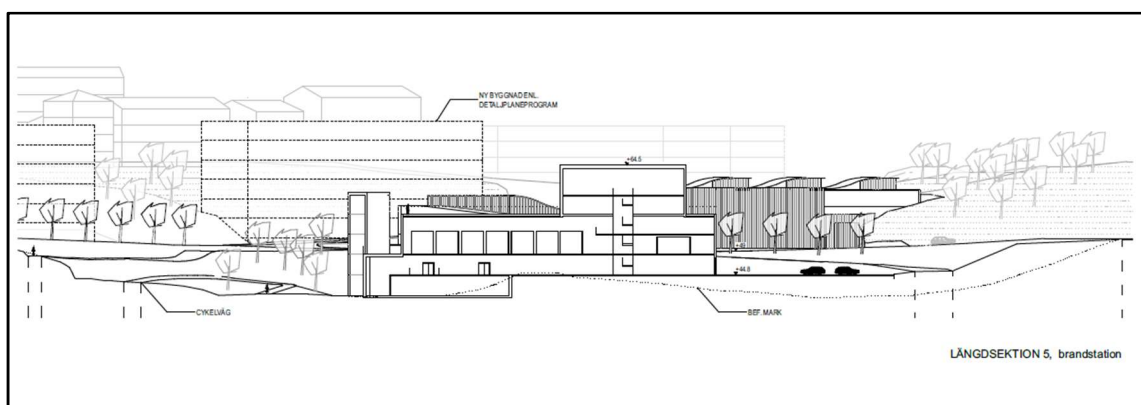 NY BYGGNAD ENL.
DETALJPLANEPROGRAM
+64.5
+44.8
CYKELVÄG
BEF. MARK
LÄNGDSEKTION 5, brandstation